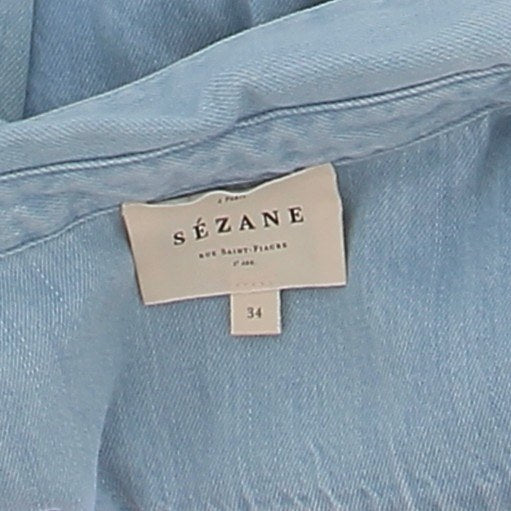 à Paris
SÉZANE
RUE SAINT-FIACRE
2e ARR.
34